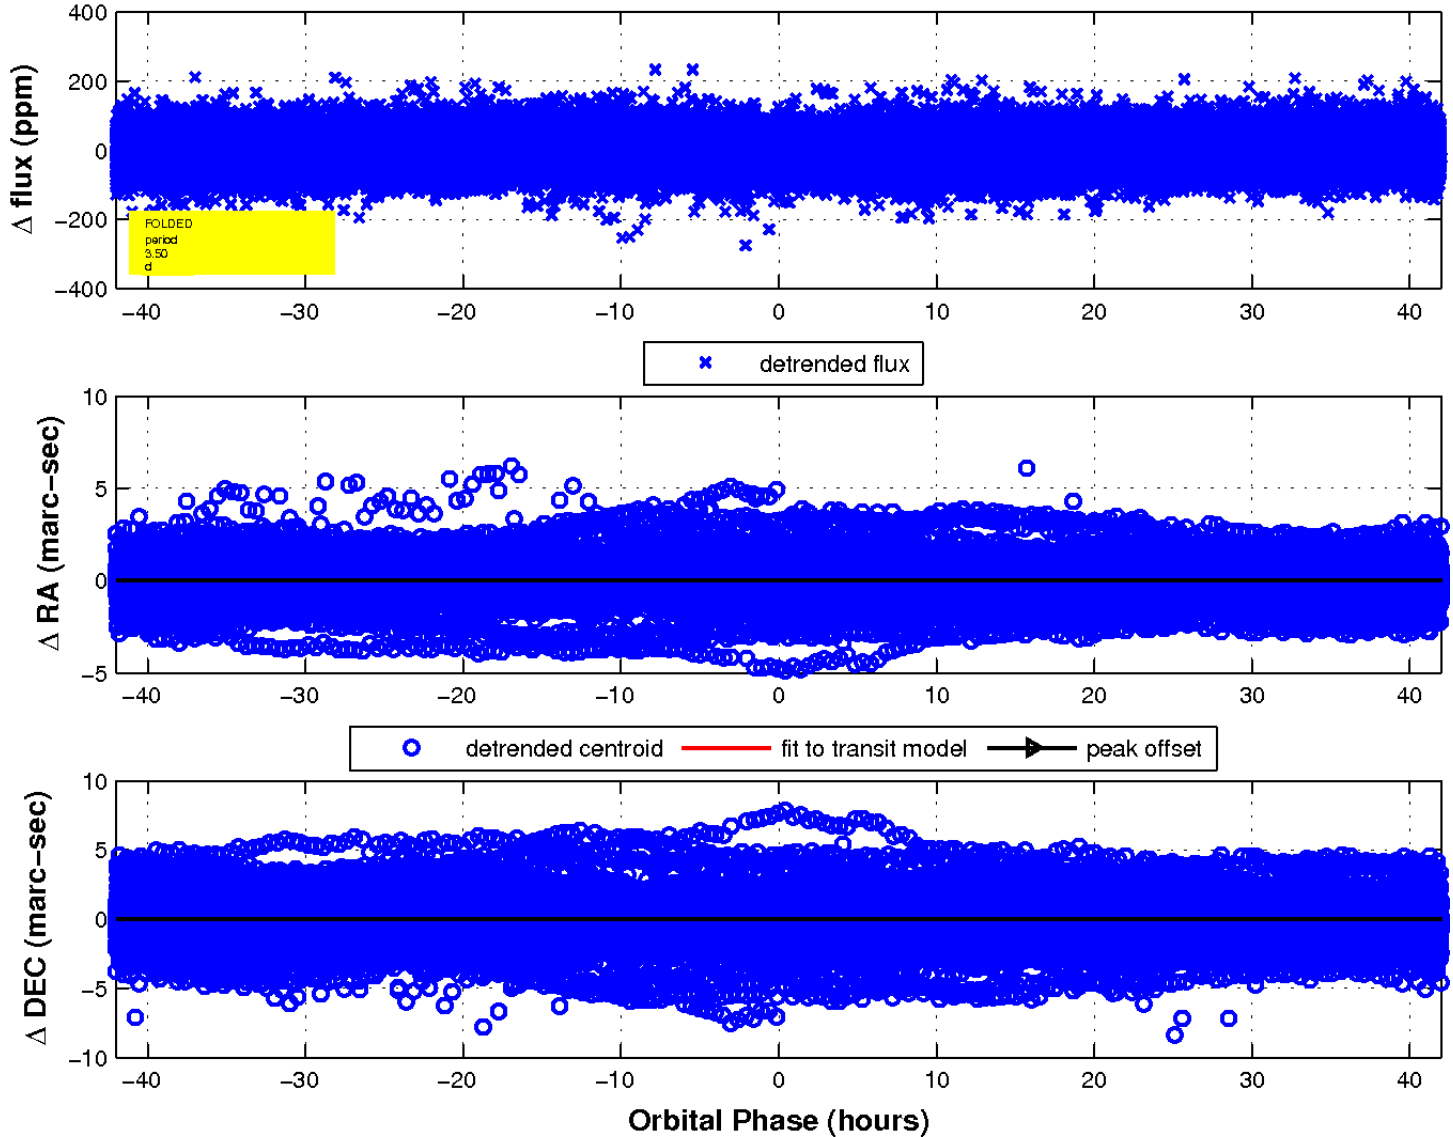 400
200
0
−200
−400
Δ flux (ppm)
FOLDED
period
3.50
d
−40 −30 −20 −10 0 10 20 30 40
detrended flux
10
5
0
−5
Δ RA (marc−sec)
−40 −30 −20 −10 0 10 20 30 40
detrended centroid fit to transit model peak offset
10
5
0
−5
−10
Δ DEC (marc−sec)
−40 −30 −20 −10 0 10 20 30 40
Orbital Phase (hours)